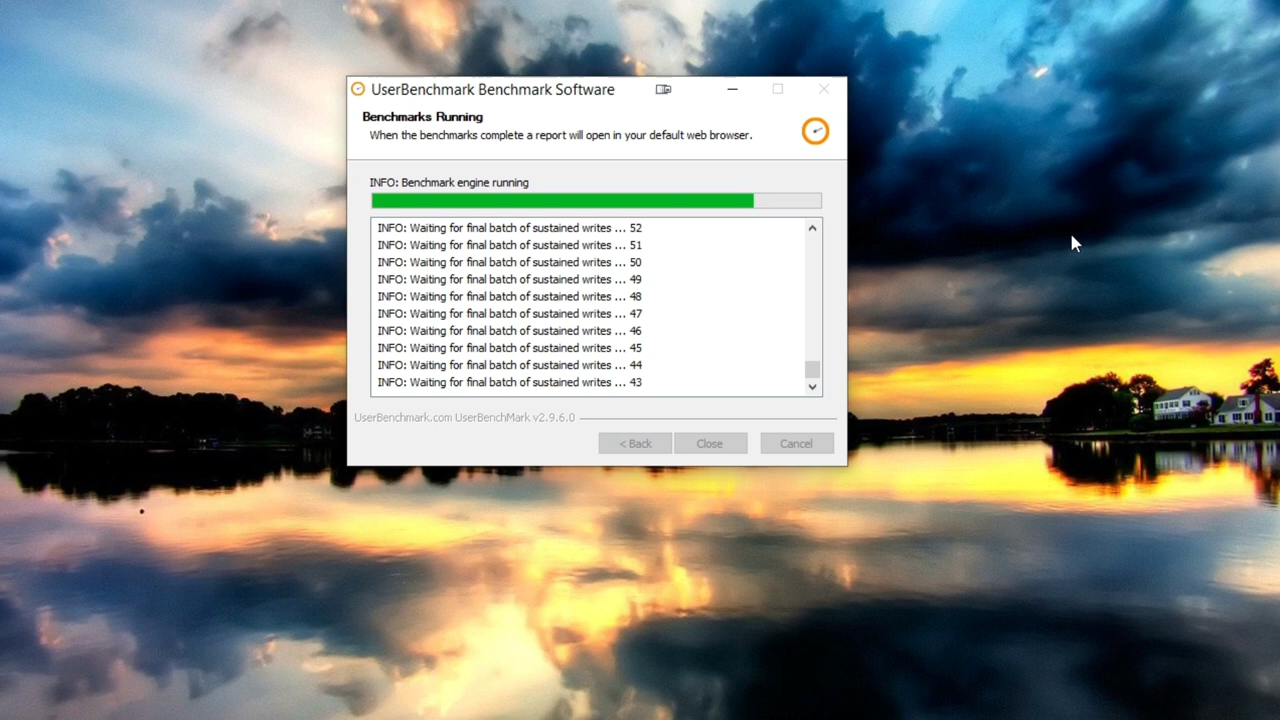 UserBenchmark Benchmark Software
Benchmarks Running
When the benchmarks complete a report will open in your default web browser.
INFO: Benchmark engine running
INFO: Waiting for final batch of sustained writes ... 52
INFO: Waiting for final batch of sustained writes ... 51
INFO: Waiting for final batch of sustained writes ... 50
INFO: Waiting for final batch of sustained writes ... 49
INFO: Waiting for final batch of sustained writes ... 48
INFO: Waiting for final batch of sustained writes ... 47
INFO: Waiting for final batch of sustained writes ... 46
INFO: Waiting for final batch of sustained writes ... 45
INFO: Waiting for final batch of sustained writes ... 44
INFO: Waiting for final batch of sustained writes ... 43
UserBenchmark.com UserBenchMark v2.9.6.0
< Back Close Cancel